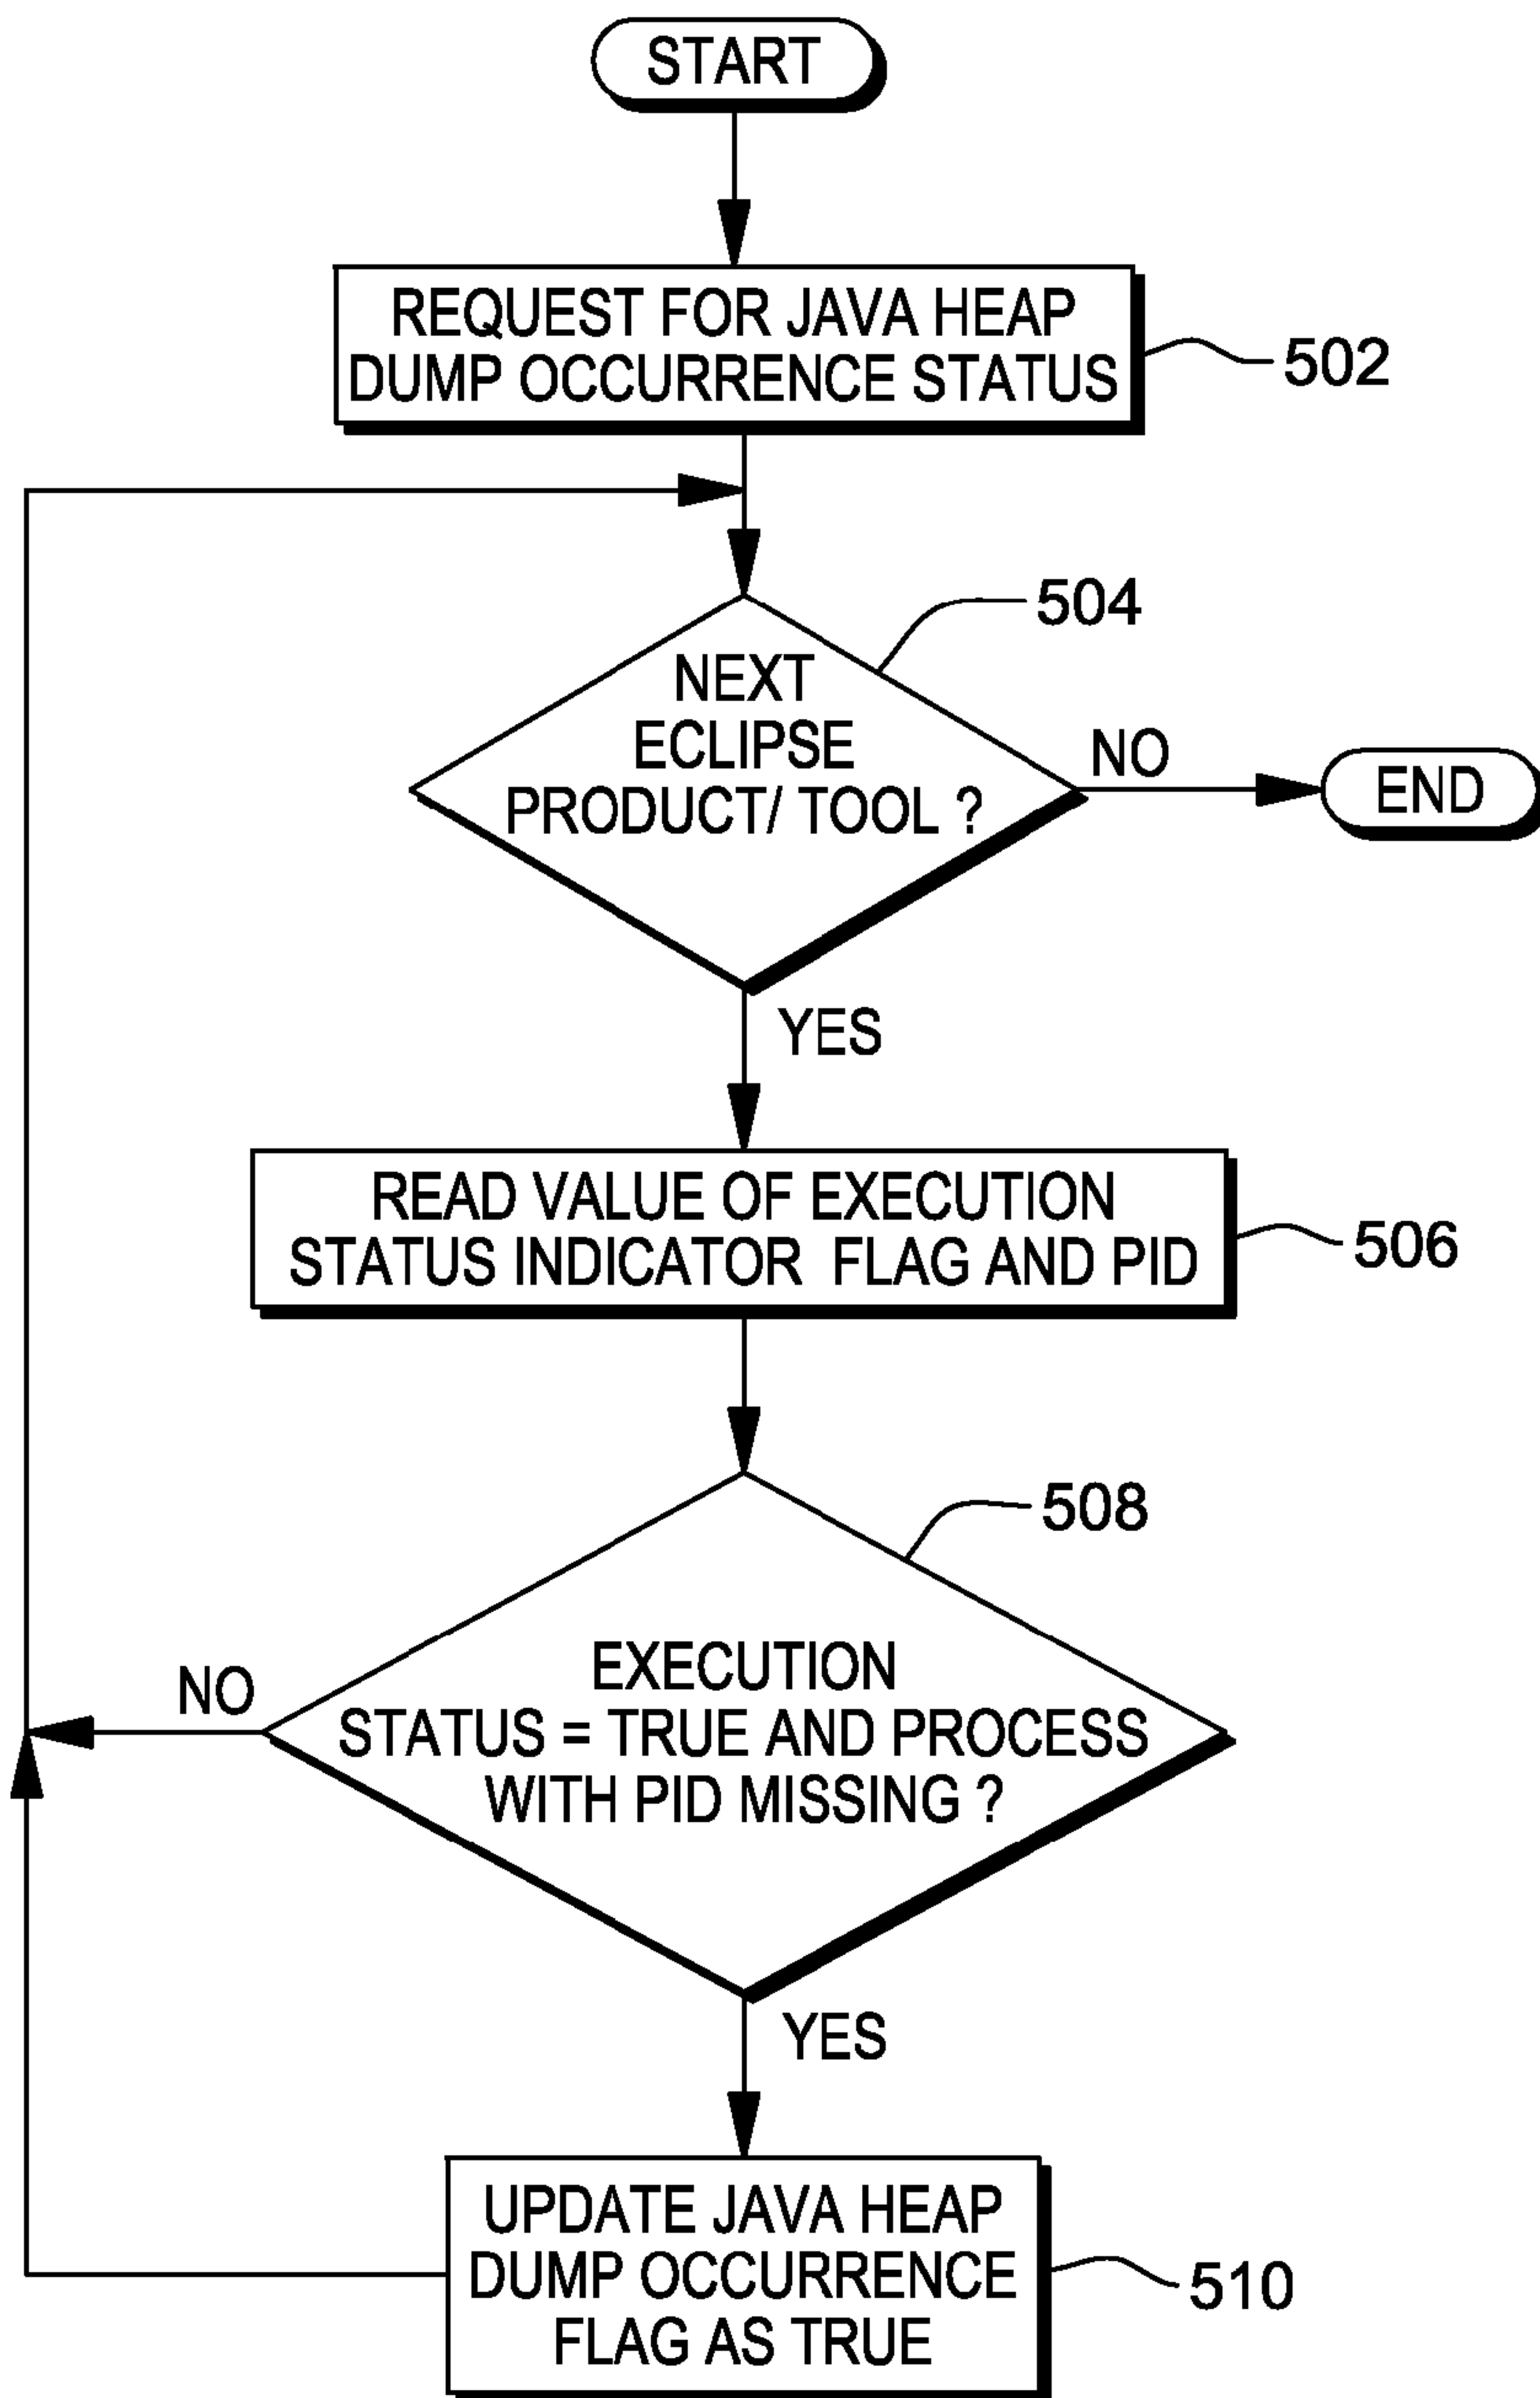 START
REQUEST FOR JAVA HEAP
DUMP OCCURRENCE STATUS
502
504
NEXT
ECLIPSE
PRODUCT/ TOOL ?
NO
END
YES
READ VALUE OF EXECUTION
STATUS INDICATOR FLAG AND PID
506
508
EXECUTION
STATUS = TRUE AND PROCESS
WITH PID MISSING ?
NO
YES
UPDATE JAVA HEAP
DUMP OCCURRENCE
FLAG AS TRUE
510